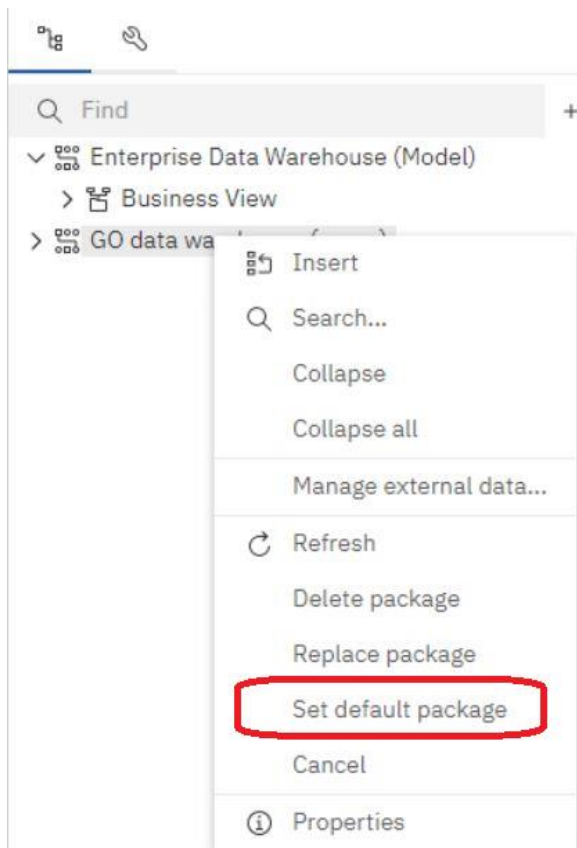 Find
+
Enterprise Data Warehouse (Model)
Business View
GO data wa
Insert
Search...
Collapse
Collapse all
Manage external data...
Refresh
Delete package
Replace package
Set default package
Cancel
Properties